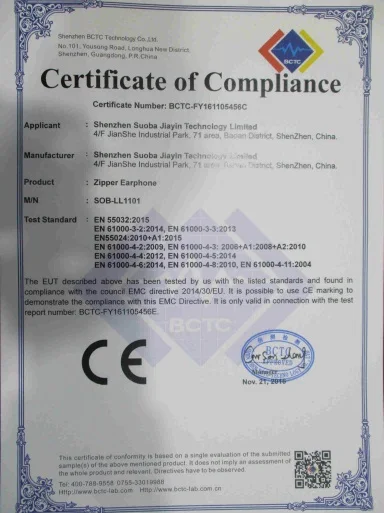 Shenzhen BCTC Technology Co.,Ltd.
No.101, Yousong Road, Longhua New District,
Shenzhen, Guangdong, P.R.China
BCTC
Certificate of Compliance
Certificate Number: BCTC-FY161105456C
Applicant : Shenzhen Suoba Jiayin Technology Limited
4/F JianShe Industrial Park, 71 area, Baoan District, ShenZhen, China.
Manufacturer : Shenzhen Suoba Jiayin Technology Limited
4/F JianShe Industrial Park, 71 area, Baoan District, ShenZhen, China.
Product : Zipper Earphone
M/N : SOB-LL1101
Test Standard : EN 55032:2015
EN 61000-3-2:2014, EN 61000-3-3:2013
EN55024:2010+A1:2015
EN 61000-4-2:2009, EN 61000-4-3: 2006+A1:2008+A2:2010
EN 61000-4-4:2012, EN 61000-4-5:2014
EN 61000-4-6:2014, EN 61000-4-8:2010, EN 61000-4-11:2004
The EUT described above has been tested by us with the listed standards and found in
compliance with the council EMC directive 2014/30/EU. It is possible to use CE marking to
demonstrate the compliance with this EMC Directive. It is only valid in connection with the test
report number: BCTC-FY161105456E.
BCTC
CE
BCTC
Manager
Nov. 21, 2016
This certificate of conformity is based on a single evaluation of the submitted
sample(s) of the above mentioned product. It does not imply an assessment of
the whole product and relevant. Directives have to be observed.
Tel: 400-788-9558 0755-33019988
Http://www.bctc-lab.com Http://www.bctc-lab.com.cn